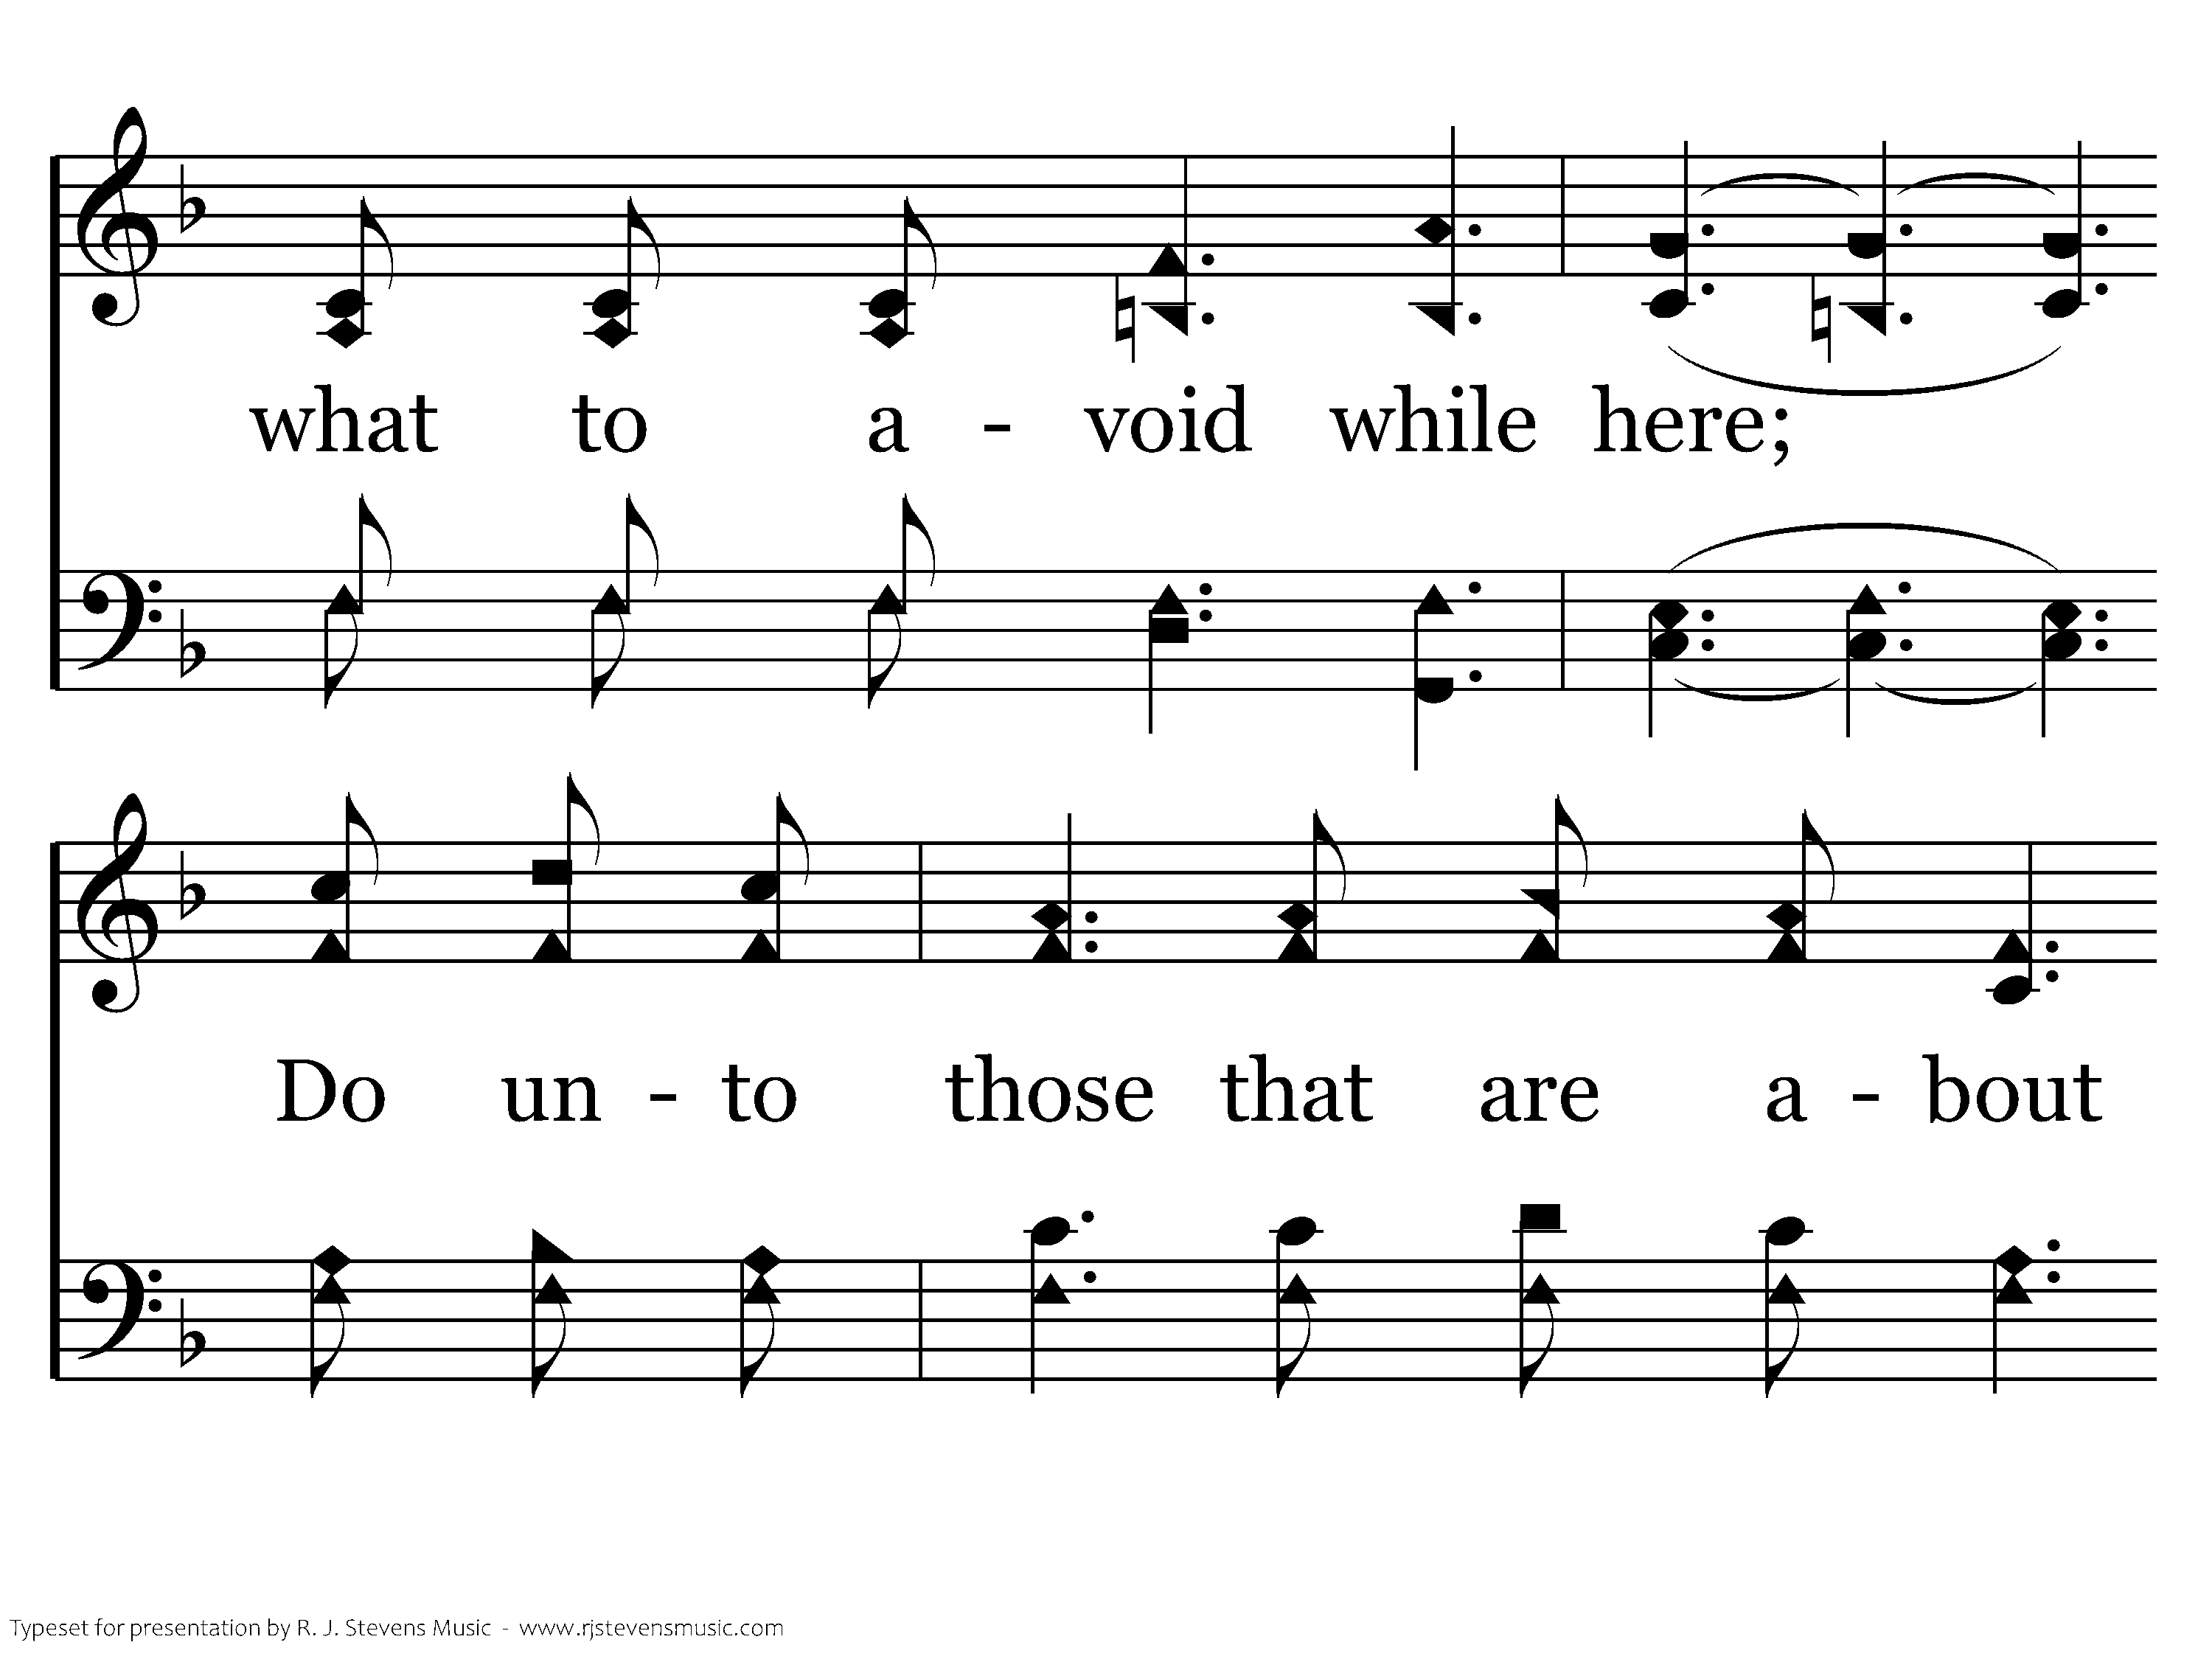 what to a - void while here;
Do un - to those that are a - bout
Typeset for presentation by R. J. Stevens Music - www.rjstevensmusic.com